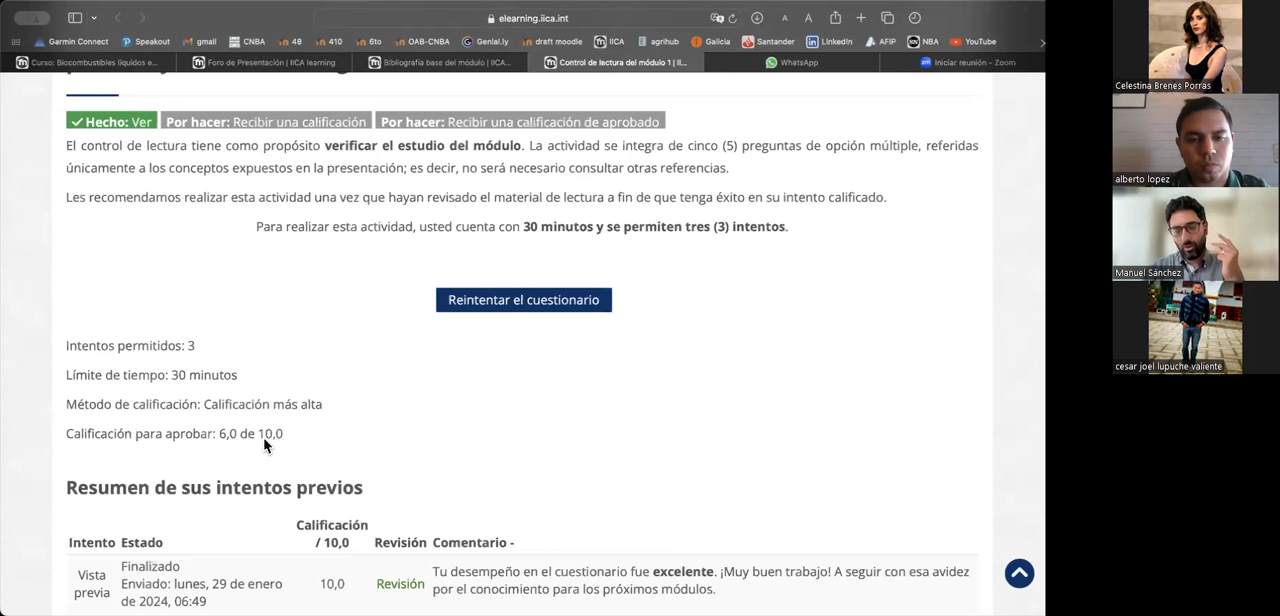 elearning.iica.int
A A
Garmin Connect Speakout gmail CNBA 48 410 6to OAB-CNBA Genial.ly draft moodle IICA agrihub Galicia Santander LinkedIn AFIP NBA YouTube
Curso: Biocombustibles líquidos e... Foro de Presentación | IICA learning Bibliografía base del módulo | IICA... Control de lectura del módulo 1 | II... WhatsApp Iniciar reunión - Zoom
Hecho: Ver Por hacer: Recibir una calificación Por hacer: Recibir una calificación de aprobado
El control de lectura tiene como propósito verificar el estudio del módulo. La actividad se integra de cinco (5) preguntas de opción múltiple, referidas
únicamente a los conceptos expuestos en la presentación; es decir, no será necesario consultar otras referencias.
Les recomendamos realizar esta actividad una vez que hayan revisado el material de lectura a fin de que tenga éxito en su intento calificado.
Para realizar esta actividad, usted cuenta con 30 minutos y se permiten tres (3) intentos.
Reintentar el cuestionario
Intentos permitidos: 3
Límite de tiempo: 30 minutos
Método de calificación: Calificación más alta
Calificación para aprobar: 6,0 de 10,0
Resumen de sus intentos previos
Intento Estado Calificación / 10,0 Revisión Comentario -
Vista previa
Finalizado
Enviado: lunes, 29 de enero
de 2024, 06:49
10,0
Revisión
Tu desempeño en el cuestionario fue excelente. ¡Muy buen trabajo! A seguir con esa avidez
por el conocimiento para los próximos módulos.
Celestina Brenes Porras
alberto lopez
Manuel Sánchez
cesar joel lupuche valiente